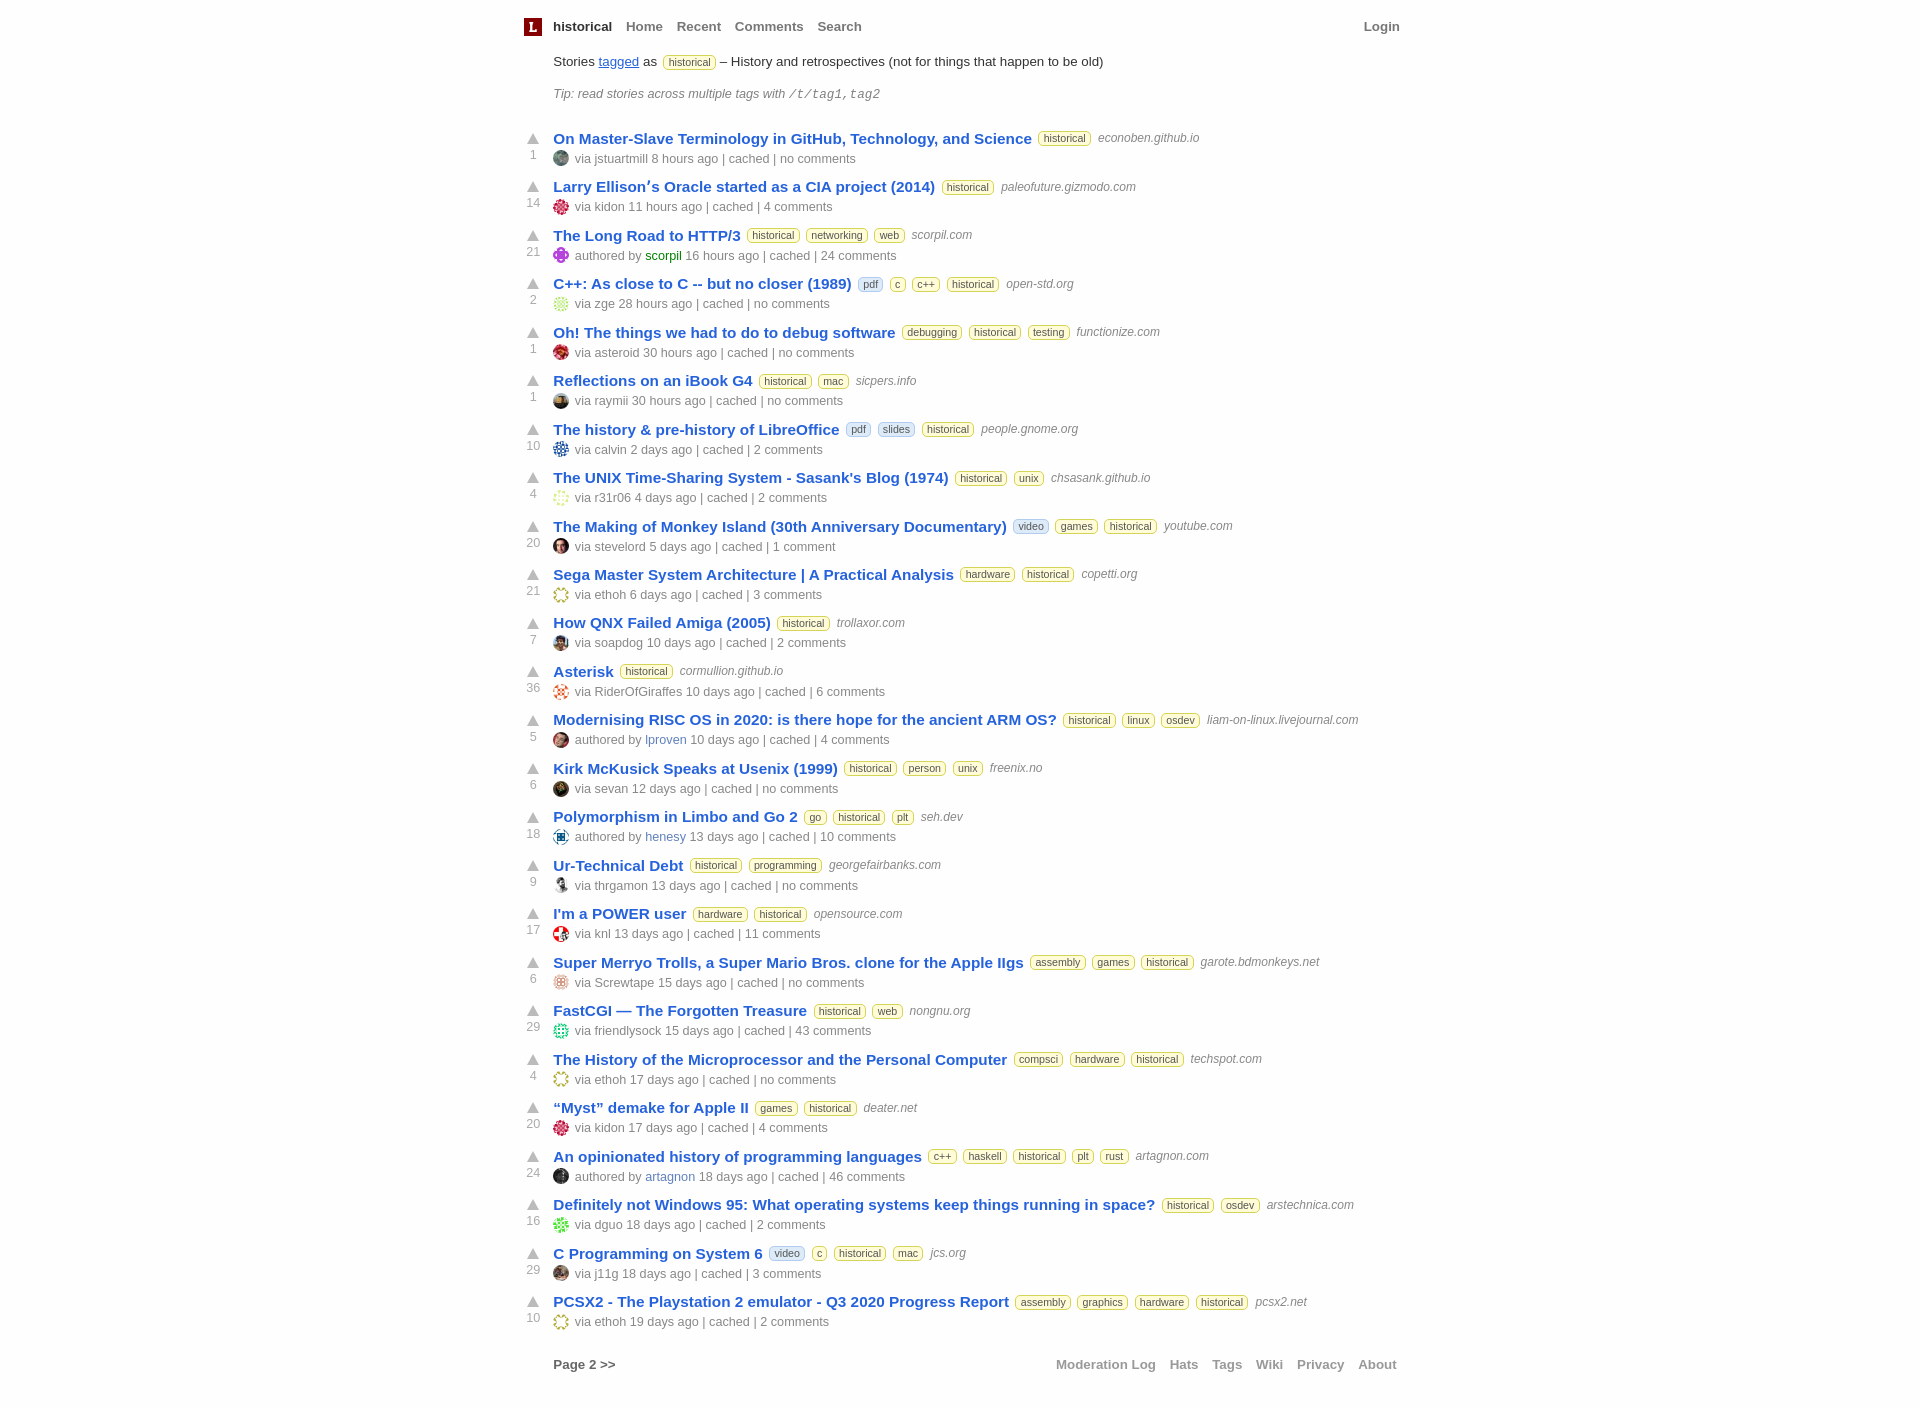 L historical Home Recent Comments Search Login
Stories tagged as historical – History and retrospectives (not for things that happen to be old)
Tip: read stories across multiple tags with /t/tag1,tag2
On Master-Slave Terminology in GitHub, Technology, and Science historical econoben.github.io
1 via jstuartmill 8 hours ago | cached | no comments
Larry Ellison’s Oracle started as a CIA project (2014) historical paleofuture.gizmodo.com
14 via kidon 11 hours ago | cached | 4 comments
The Long Road to HTTP/3 historical networking web scorpil.com
21 authored by scorpil 16 hours ago | cached | 24 comments
C++: As close to C -- but no closer (1989) pdf c c++ historical open-std.org
2 via zge 28 hours ago | cached | no comments
Oh! The things we had to do to debug software debugging historical testing functionize.com
1 via asteroid 30 hours ago | cached | no comments
Reflections on an iBook G4 historical mac sicpers.info
1 via raymii 30 hours ago | cached | no comments
The history & pre-history of LibreOffice pdf slides historical people.gnome.org
10 via calvin 2 days ago | cached | 2 comments
The UNIX Time-Sharing System - Sasank's Blog (1974) historical unix chsasank.github.io
4 via r31r06 4 days ago | cached | 2 comments
The Making of Monkey Island (30th Anniversary Documentary) video games historical youtube.com
20 via stevelord 5 days ago | cached | 1 comment
Sega Master System Architecture | A Practical Analysis hardware historical copetti.org
21 via ethoh 6 days ago | cached | 3 comments
How QNX Failed Amiga (2005) historical trollaxor.com
7 via soapdog 10 days ago | cached | 2 comments
Asterisk historical cormullion.github.io
36 via RiderOfGiraffes 10 days ago | cached | 6 comments
Modernising RISC OS in 2020: is there hope for the ancient ARM OS? historical linux osdev liam-on-linux.livejournal.com
5 authored by lproven 10 days ago | cached | 4 comments
Kirk McKusick Speaks at Usenix (1999) historical person unix freenix.no
6 via sevan 12 days ago | cached | no comments
Polymorphism in Limbo and Go 2 go historical plt seh.dev
18 authored by henesy 13 days ago | cached | 10 comments
Ur-Technical Debt historical programming georgefairbanks.com
9 via thrgamon 13 days ago | cached | no comments
I'm a POWER user hardware historical opensource.com
17 via knl 13 days ago | cached | 11 comments
Super Merryo Trolls, a Super Mario Bros. clone for the Apple IIgs assembly games historical garote.bdmonkeys.net
6 via Screwtape 15 days ago | cached | no comments
FastCGI — The Forgotten Treasure historical web nongnu.org
29 via friendlysock 15 days ago | cached | 43 comments
The History of the Microprocessor and the Personal Computer compsci hardware historical techspot.com
4 via ethoh 17 days ago | cached | no comments
“Myst” demake for Apple II games historical deater.net
20 via kidon 17 days ago | cached | 4 comments
An opinionated history of programming languages c++ haskell historical plt rust artagnon.com
24 authored by artagnon 18 days ago | cached | 46 comments
Definitely not Windows 95: What operating systems keep things running in space? historical osdev arstechnica.com
16 via dguo 18 days ago | cached | 2 comments
C Programming on System 6 video c historical mac jcs.org
29 via j11g 18 days ago | cached | 3 comments
PCSX2 - The Playstation 2 emulator - Q3 2020 Progress Report assembly graphics hardware historical pcsx2.net
10 via ethoh 19 days ago | cached | 2 comments
Page 2 >> Moderation Log Hats Tags Wiki Privacy About